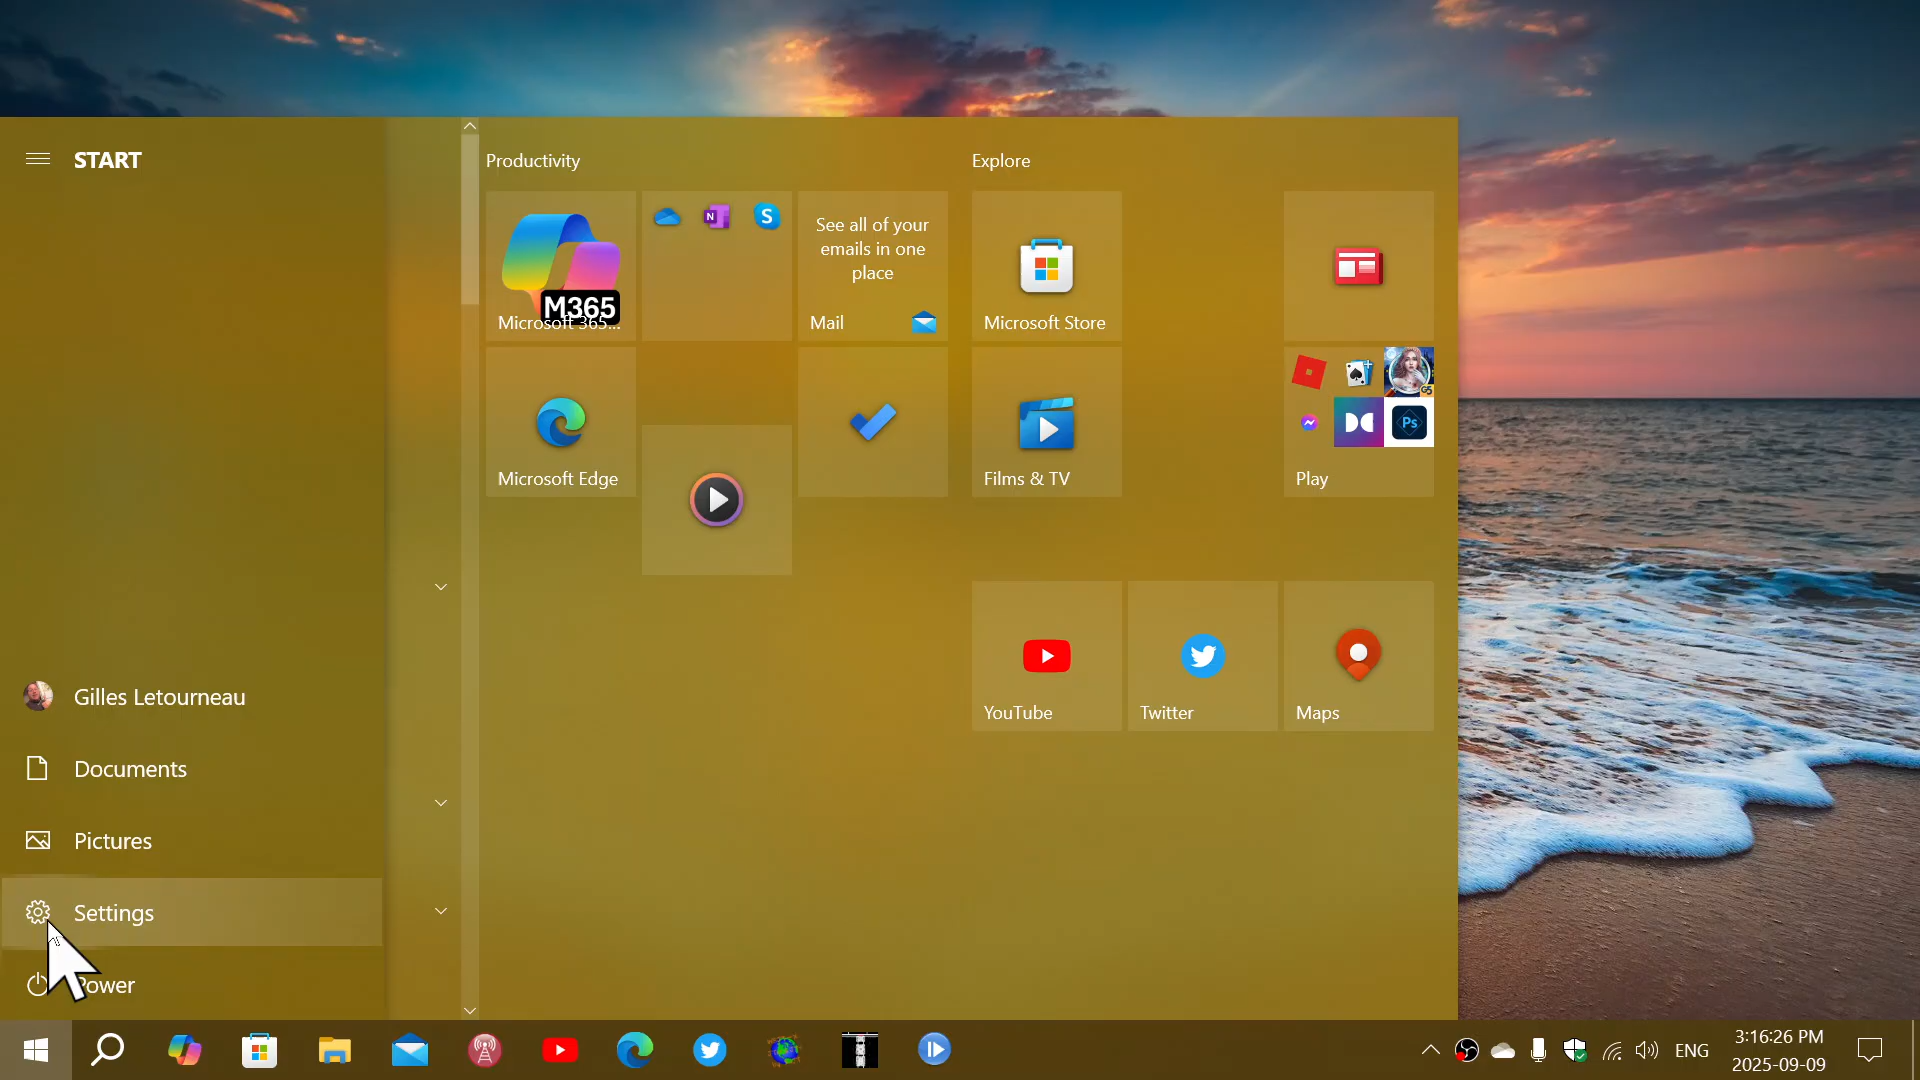 START
Productivity
Explore
N
S
M365
Microsoft 365...
See all of your
emails in one
place
Mail
Microsoft Store
Microsoft Edge
Films & TV
G5
Ps
Play
YouTube
Twitter
Maps
Gilles Letourneau
Documents
Pictures
Settings
Power
ENG
3:16:26 PM
2025-09-09